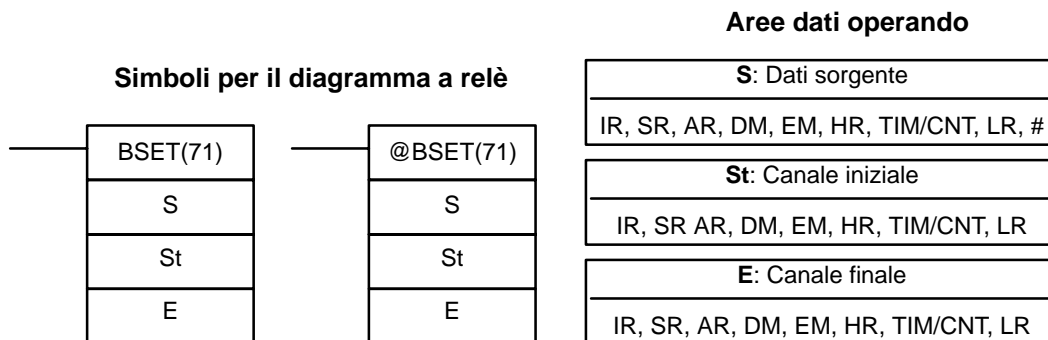 Aree dati operando
Simboli per il diagramma a relè
S: Dati sorgente
IR, SR, AR, DM, EM, HR, TIM/CNT, LR, #
BSET(71)
@BSET(71)
St: Canale iniziale
S
S
IR, SR AR, DM, EM, HR, TIM/CNT, LR
St
St
E: Canale finale
E
E
IR, SR, AR, DM, EM, HR, TIM/CNT, LR